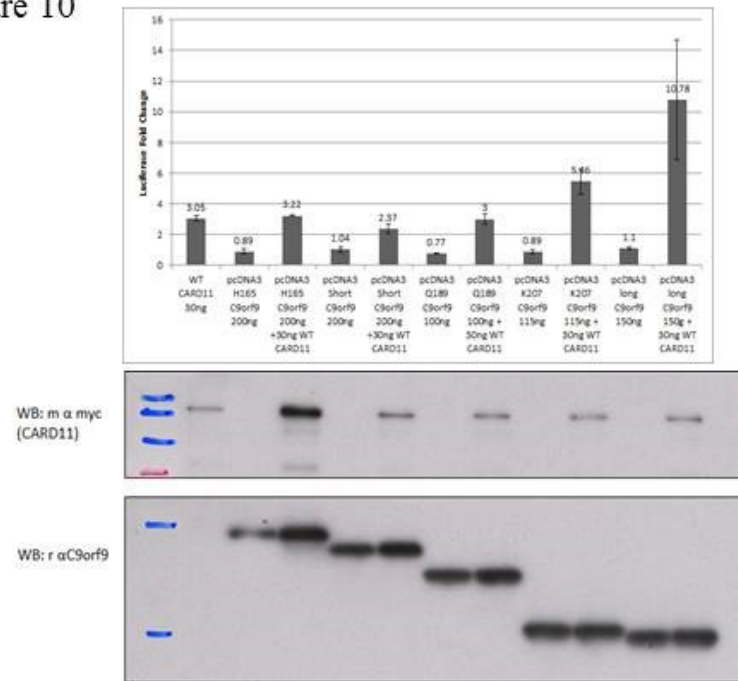 re 10
16
14
12
10
8
6
4
2
0
Luciferase Fold Change
3.05
0.89
3.22
1.04
2.37
0.77
3
0.89
5.46
1.1
10.78
WT
CARD11
30ng
pcDNA3
H165
C9orf9
200ng
pcDNA3
H165
C9orf9
200ng
+30ng WT
CARD11
pcDNA3
Short
C9orf9
200ng
pcDNA3
Short
C9orf9
200ng
+30ng WT
CARD11
pcDNA3
Q189
C9orf9
100ng
pcDNA3
Q189
C9orf9
100ng +
30ng WT
CARD11
pcDNA3
K207
C9orf9
115ng
pcDNA3
K207
C9orf9
115ng +
30ng WT
CARD11
pcDNA3
long
C9orf9
150ng
pcDNA3
long
C9orf9
150g +
30ng WT
CARD11
WB: m α myc
(CARD11)
WB: r αC9orf9